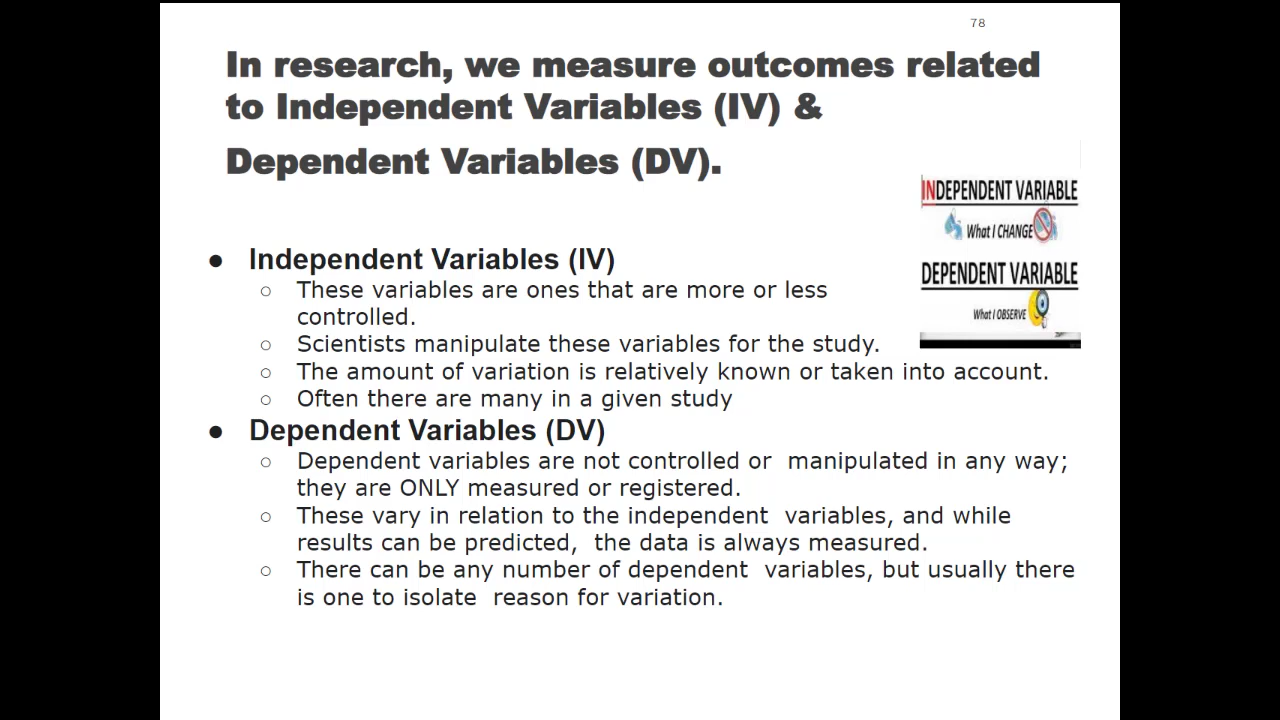 78
In research, we measure outcomes related
to Independent Variables (IV) &
Dependent Variables (DV).
INDEPENDENT VARIABLE
What I CHANGE
DEPENDENT VARIABLE
What I OBSERVE
● Independent Variables (IV)
○ These variables are ones that are more or less
controlled.
○ Scientists manipulate these variables for the study.
○ The amount of variation is relatively known or taken into account.
○ Often there are many in a given study
● Dependent Variables (DV)
○ Dependent variables are not controlled or manipulated in any way;
they are ONLY measured or registered.
○ These vary in relation to the independent variables, and while
results can be predicted, the data is always measured.
○ There can be any number of dependent variables, but usually there
is one to isolate reason for variation.